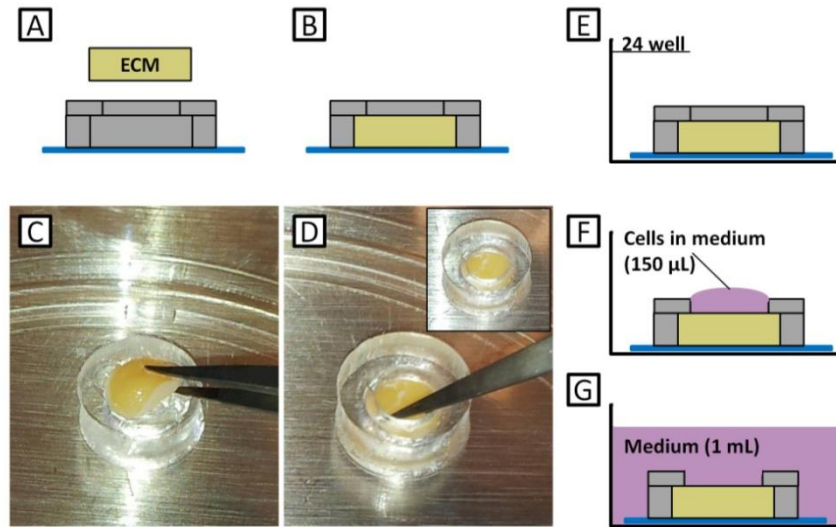 A
ECM
B
E
24 well
C
D
F
Cells in medium
(150 µL)
G
Medium (1 mL)